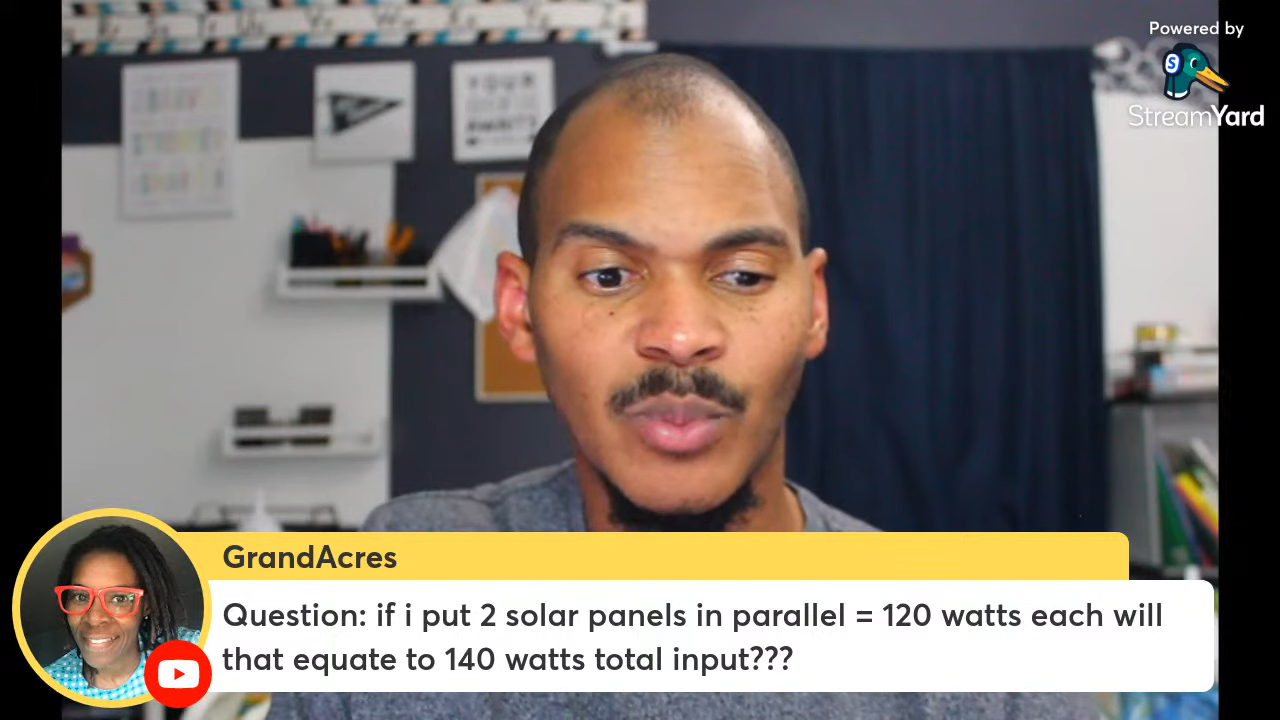 Powered by
StreamYard
GrandAcres
Question: if i put 2 solar panels in parallel = 120 watts each will
that equate to 140 watts total input???